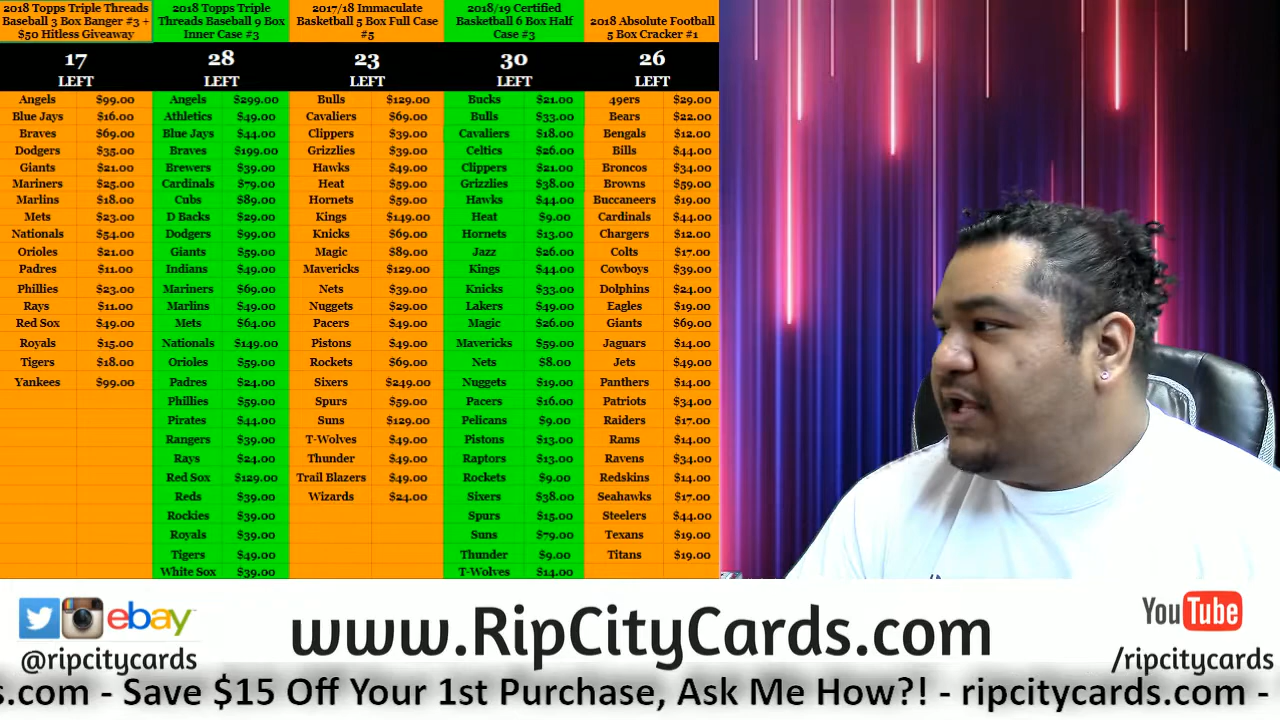 2018 Topps Triple Threads
Baseball 3 Box Banger #3 +
$50 Hitless Giveaway
17
LEFT
Angels $99.00
Blue Jays $16.00
Braves $69.00
Dodgers $35.00
Giants $21.00
Mariners $25.00
Marlins $18.00
Mets $23.00
Nationals $54.00
Orioles $21.00
Padres $11.00
Phillies $23.00
Rays $11.00
Red Sox $49.00
Royals $15.00
Tigers $18.00
Yankees $99.00
2018 Topps Triple
Threads Baseball 9 Box
Inner Case #3
28
LEFT
Angels $299.00
Athletics $49.00
Blue Jays $44.00
Braves $199.00
Brewers $39.00
Cardinals $79.00
Cubs $89.00
D Backs $29.00
Dodgers $99.00
Giants $59.00
Indians $49.00
Mariners $69.00
Marlins $49.00
Mets $64.00
Nationals $149.00
Orioles $59.00
Padres $24.00
Phillies $59.00
Pirates $44.00
Rangers $39.00
Rays $24.00
Red Sox $129.00
Reds $39.00
Rockies $39.00
Royals $39.00
Tigers $49.00
White Sox $39.00
2017/18 Immaculate
Basketball 5 Box Full Case
#5
23
LEFT
Bulls $129.00
Cavaliers $69.00
Clippers $39.00
Grizzlies $39.00
Hawks $49.00
Heat $59.00
Hornets $59.00
Kings $149.00
Knicks $69.00
Magic $89.00
Mavericks $129.00
Nets $39.00
Nuggets $29.00
Pacers $49.00
Pistons $49.00
Rockets $69.00
Sixers $249.00
Spurs $59.00
Suns $129.00
T-Wolves $49.00
Thunder $49.00
Trail Blazers $49.00
Wizards $24.00
2018/19 Certified
Basketball 6 Box Half
Case #3
30
LEFT
Bucks $21.00
Bulls $33.00
Cavaliers $18.00
Celtics $26.00
Clippers $21.00
Grizzlies $38.00
Hawks $44.00
Heat $9.00
Hornets $13.00
Jazz $26.00
Kings $44.00
Knicks $33.00
Lakers $49.00
Magic $26.00
Mavericks $59.00
Nets $8.00
Nuggets $19.00
Pacers $16.00
Pelicans $9.00
Pistons $13.00
Raptors $13.00
Rockets $9.00
Sixers $38.00
Spurs $15.00
Suns $79.00
Thunder $9.00
T-Wolves $14.00
2018 Absolute Football
5 Box Cracker #1
26
LEFT
49ers $29.00
Bears $22.00
Bengals $12.00
Bills $44.00
Broncos $34.00
Browns $59.00
Buccaneers $19.00
Cardinals $44.00
Chargers $12.00
Colts $17.00
Cowboys $39.00
Dolphins $24.00
Eagles $19.00
Giants $69.00
Jaguars $14.00
Jets $49.00
Panthers $14.00
Patriots $34.00
Raiders $17.00
Rams $14.00
Ravens $34.00
Redskins $14.00
Seahawks $17.00
Steelers $44.00
Texans $19.00
Titans $19.00
ebay
@ripcitycards
www.RipCityCards.com
YouTube
/ripcitycards
s.com - Save $15 Off Your 1st Purchase, Ask Me How?! - ripcitycards.com -